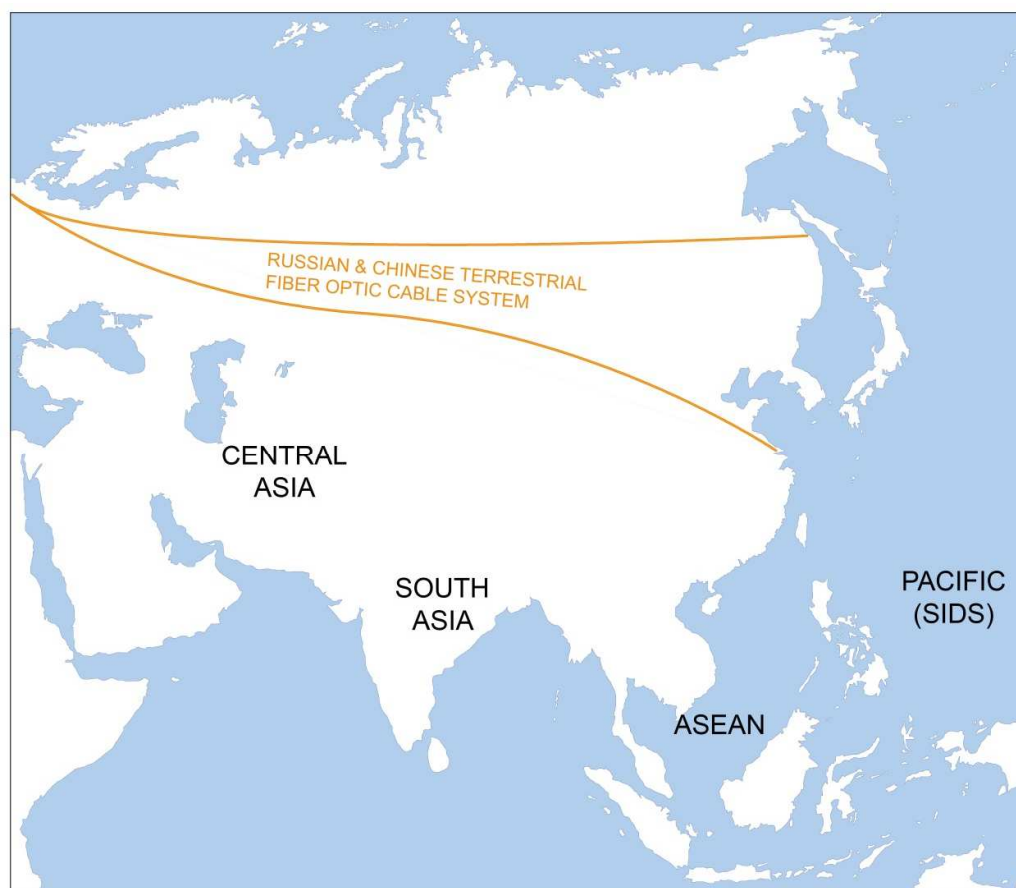 RUSSIAN & CHINESE TERRESTRIAL
FIBER OPTIC CABLE SYSTEM
CENTRAL
ASIA
SOUTH
ASIA
PACIFIC
(SIDS)
ASEAN